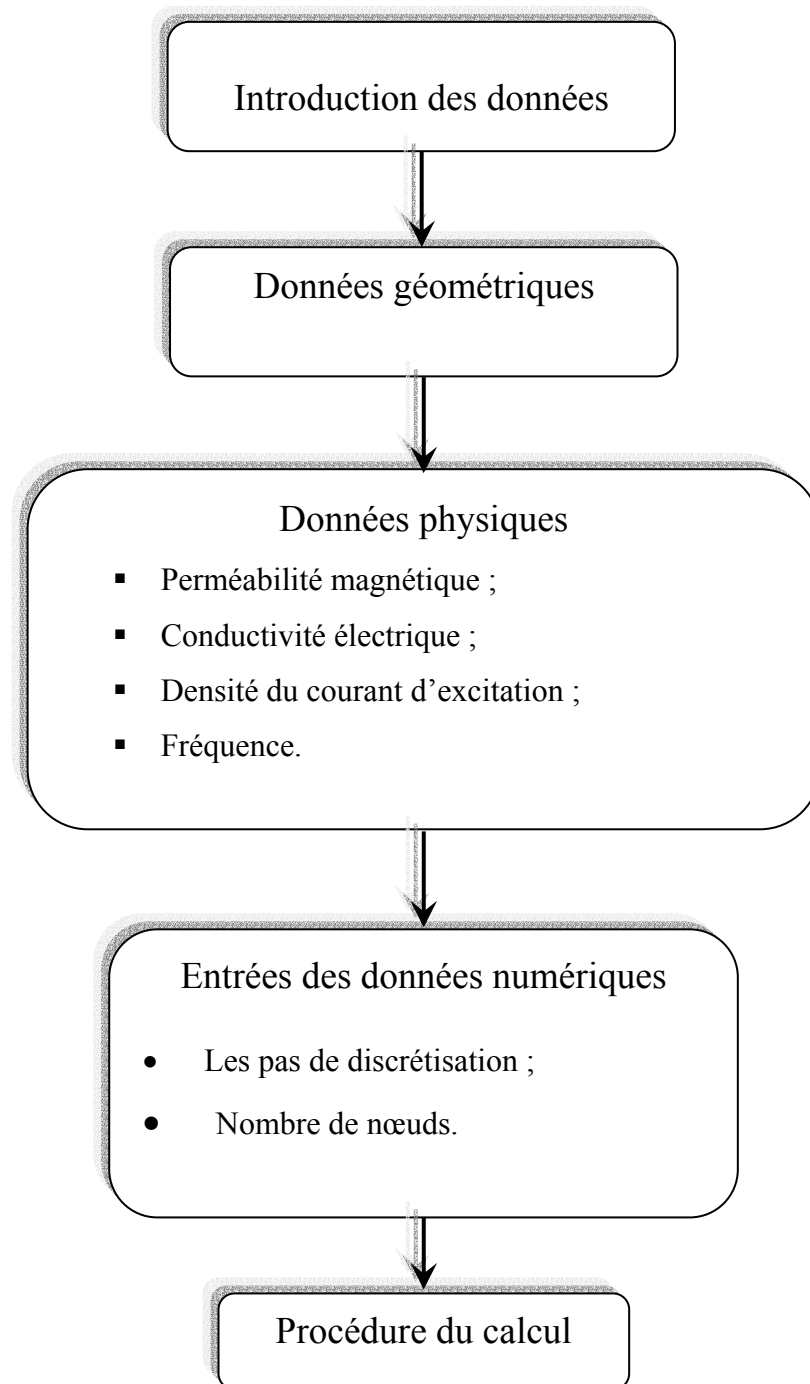 Introduction des données
Données géométriques
Données physiques
▪ Perméabilité magnétique ;
▪ Conductivité électrique ;
▪ Densité du courant d’excitation ;
▪ Fréquence.
Entrées des données numériques
• Les pas de discrétisation ;
• Nombre de nœuds.
Procédure du calcul